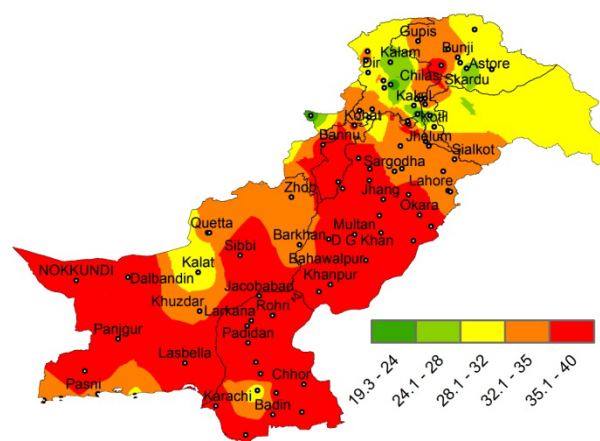 Gupis
Kalam
Bunji
Dir
Astore
Chilas
Skardu
Kakul
Kohat
Kotli
Bannu
Jhelum
Sialkot
Sargodha
Zhob
Jhang
Lahore
Okara
Quetta
Multan
Barkhan
D G Khan
Sibbi
Bahawalpur
NOKKUNDI
Kalat
Dalbandin
Khanpur
Jacobabad
Khuzdar
Larkana
Rohri
Panjgur
Padidan
Lasbella
Pasni
Chhor
Karachi
Badin
19.3 - 24
24.1 - 28
28.1 - 32
32.1 - 35
35.1 - 40